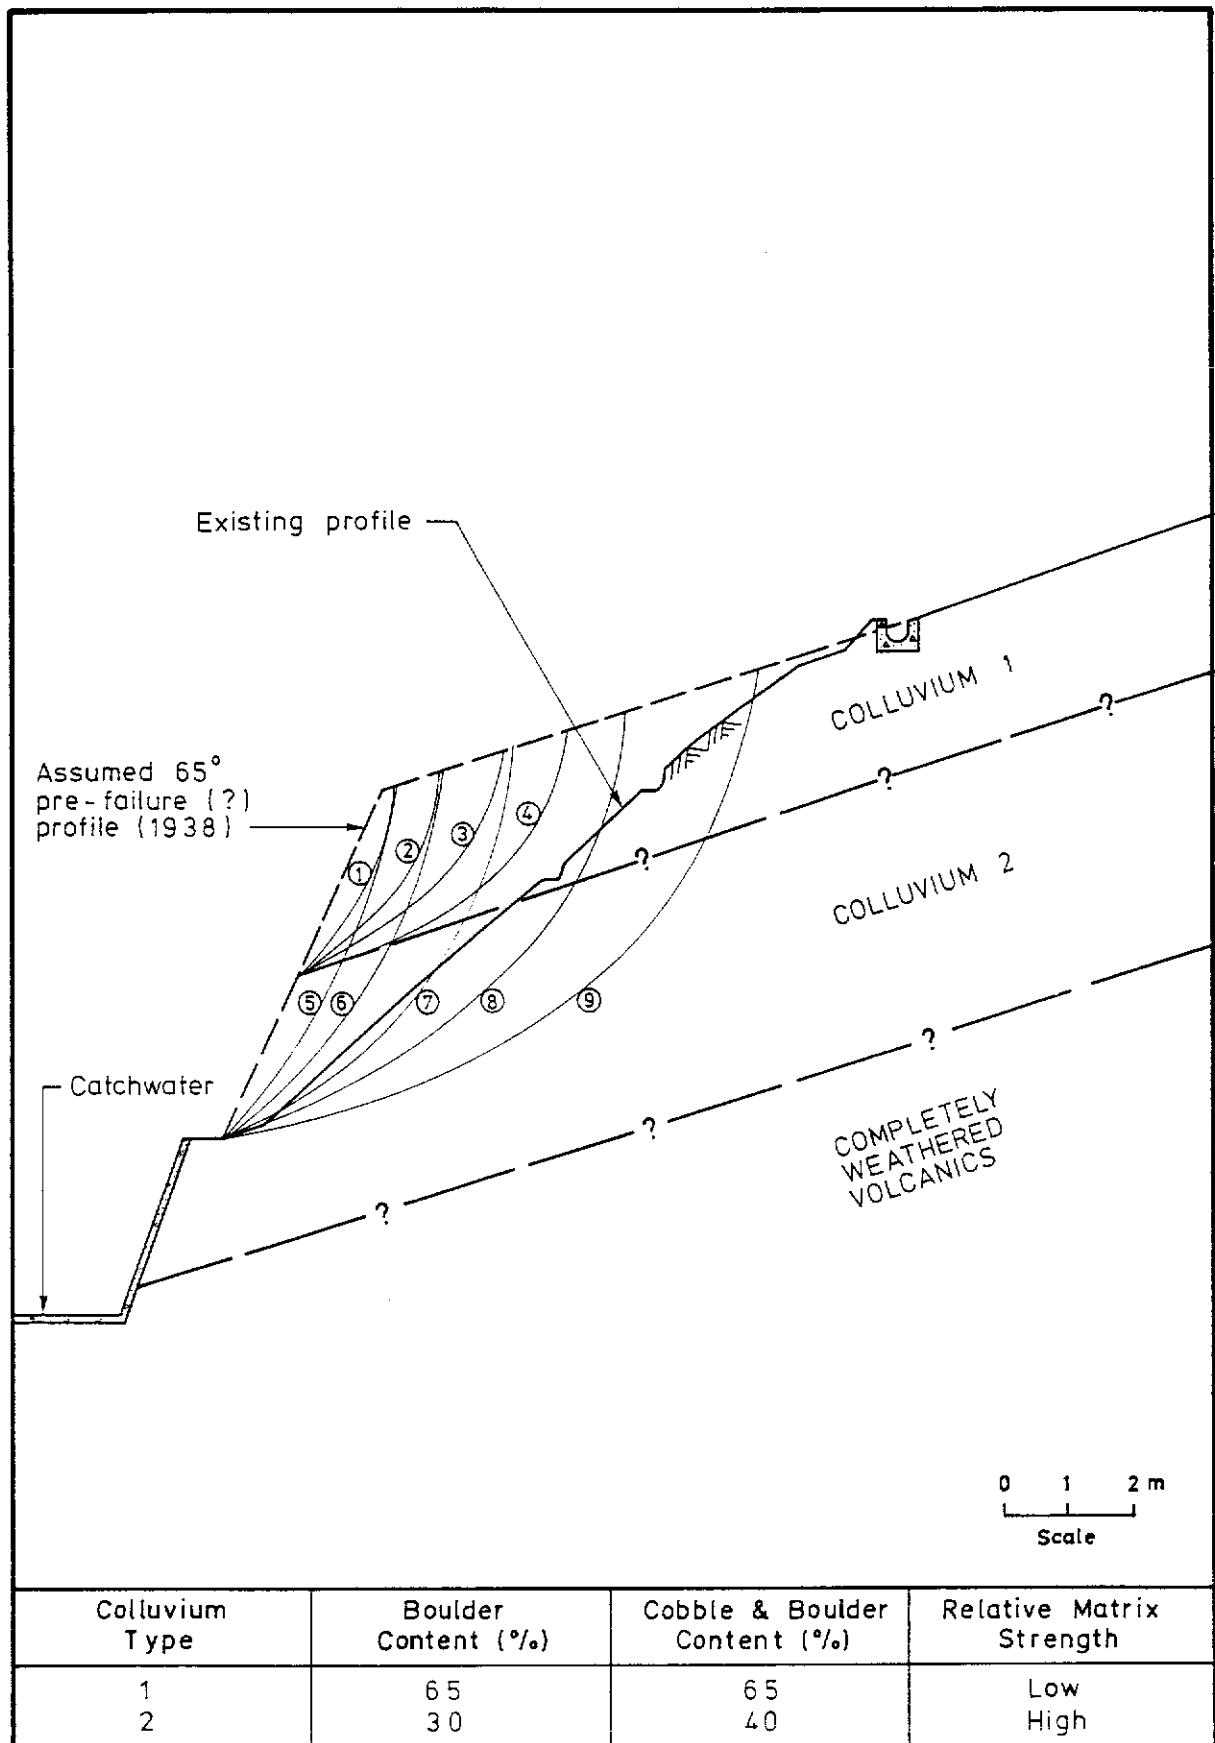 Existing profile
COLLUVIUM 1
?
?
?
Assumed 65°
pre-failure (?)
profile (1938)
1
2
3
4
COLLUVIUM 2
5
6
7
8
9
?
?
?
Catchwater
COMPLETELY
WEATHERED
VOLCANICS
0 1 2 m
Scale
Colluvium Type | Boulder Content (%) | Cobble & Boulder Content (%) | Relative Matrix Strength
1 65 65 Low
2 30 40 High